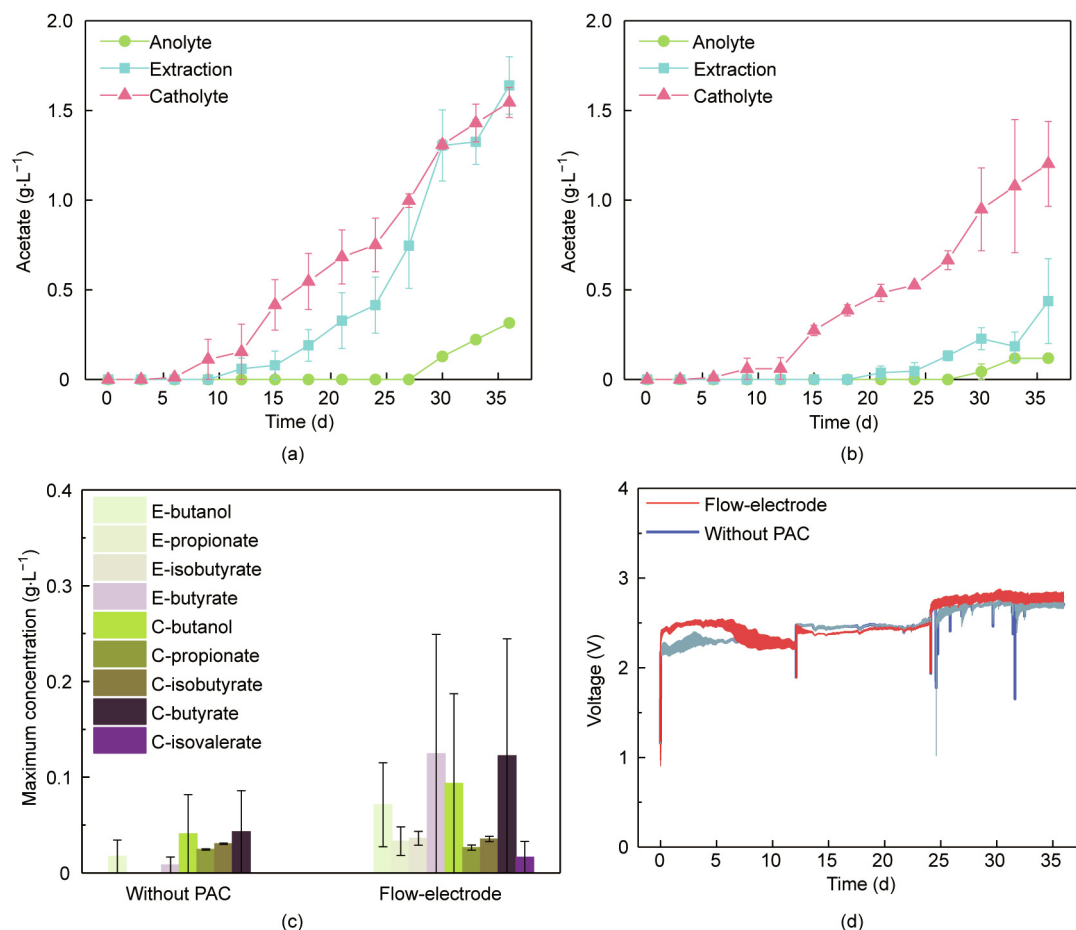 2.0
1.5
1.0
0.5
0
Acetate (g·L⁻¹)
Anolyte
Extraction
Catholyte
0 5 10 15 20 25 30 35
Time (d)
(a)
2.0
1.5
1.0
0.5
0
Acetate (g·L⁻¹)
Anolyte
Extraction
Catholyte
0 5 10 15 20 25 30 35
Time (d)
(b)
0.4
0.3
0.2
0.1
0
Maximum concentration (g·L⁻¹)
E-butanol
E-propionate
E-isobutyrate
E-butyrate
C-butanol
C-propionate
C-isobutyrate
C-butyrate
C-isovalerate
Without PAC Flow-electrode
(c)
4
3
2
1
0
Voltage (V)
Flow-electrode
Without PAC
0 5 10 15 20 25 30 35
Time (d)
(d)